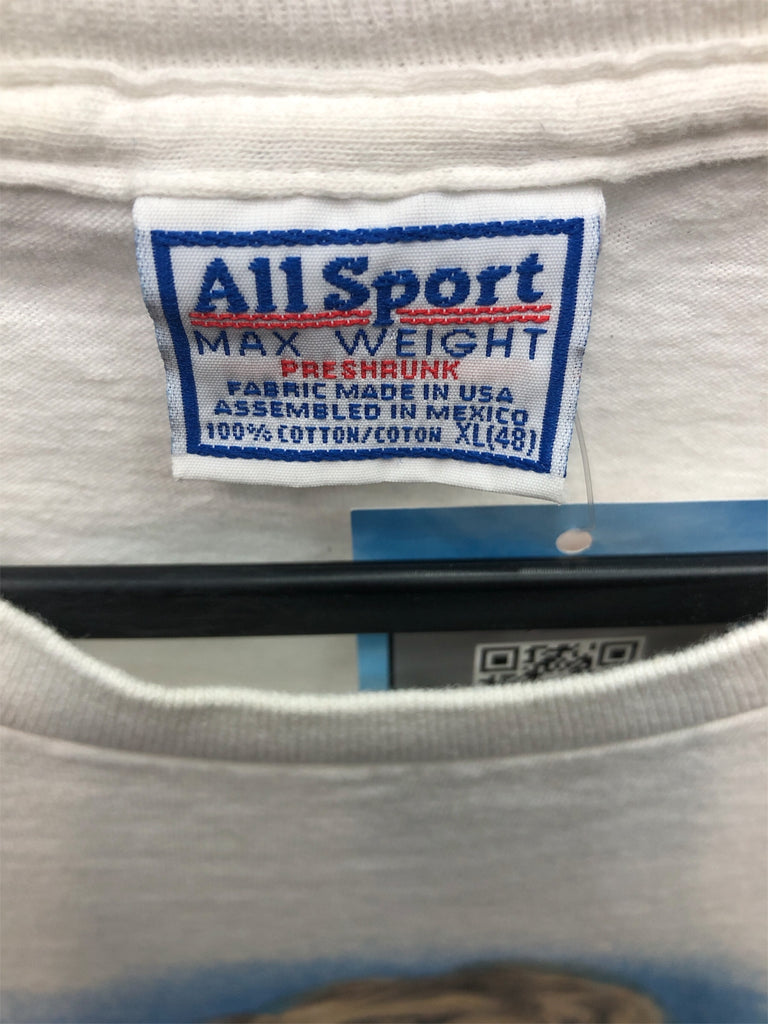 All Sport
MAX WEIGHT
PRESHRUNK
FABRIC MADE IN USA
ASSEMBLED IN MEXICO
100% COTTON/COTON XL(48)